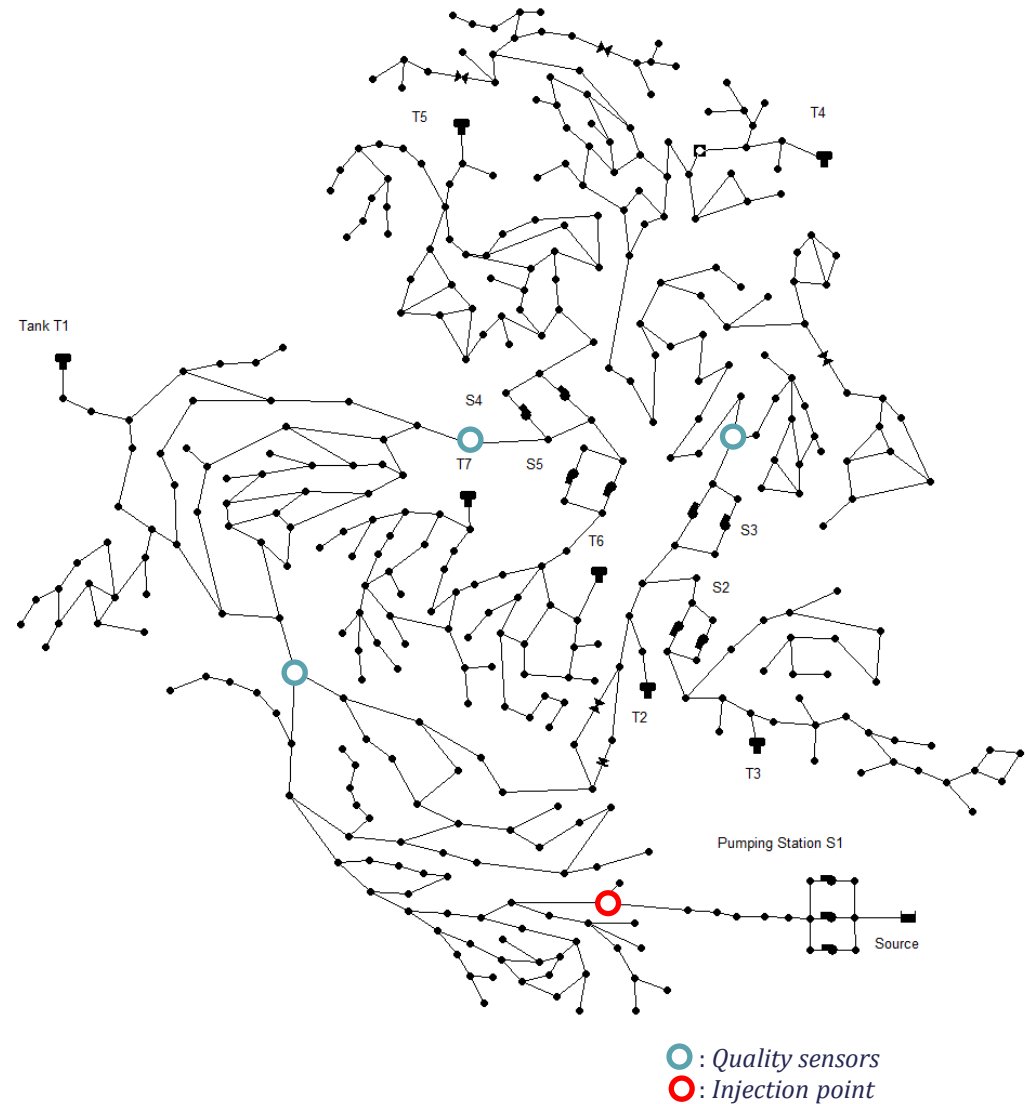 T5
T4
Tank T1
S4
T7
S5
S3
T6
S2
T2
T3
Pumping Station S1
Source
: Quality sensors
: Injection point